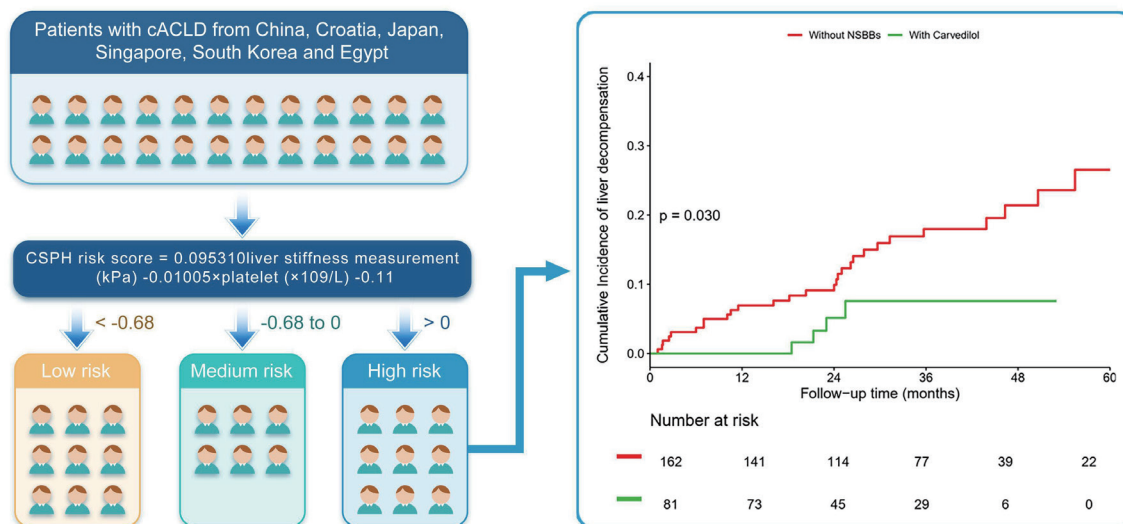 Patients with cACLD from China, Croatia, Japan,
Singapore, South Korea and Egypt
CSPH risk score = 0.095310liver stiffness measurement
(kPa) -0.01005×platelet (×109/L) -0.11
< -0.68
-0.68 to 0
> 0
Low risk
Medium risk
High risk
Without NSBBs
With Carvedilol
Cumulative Incidence of liver decompensation
0.4
0.3
0.2
0.1
0.0
p = 0.030
0 12 24 36 48 60
Follow-up time (months)
Number at risk
162 141 114 77 39 22
81 73 45 29 6 0